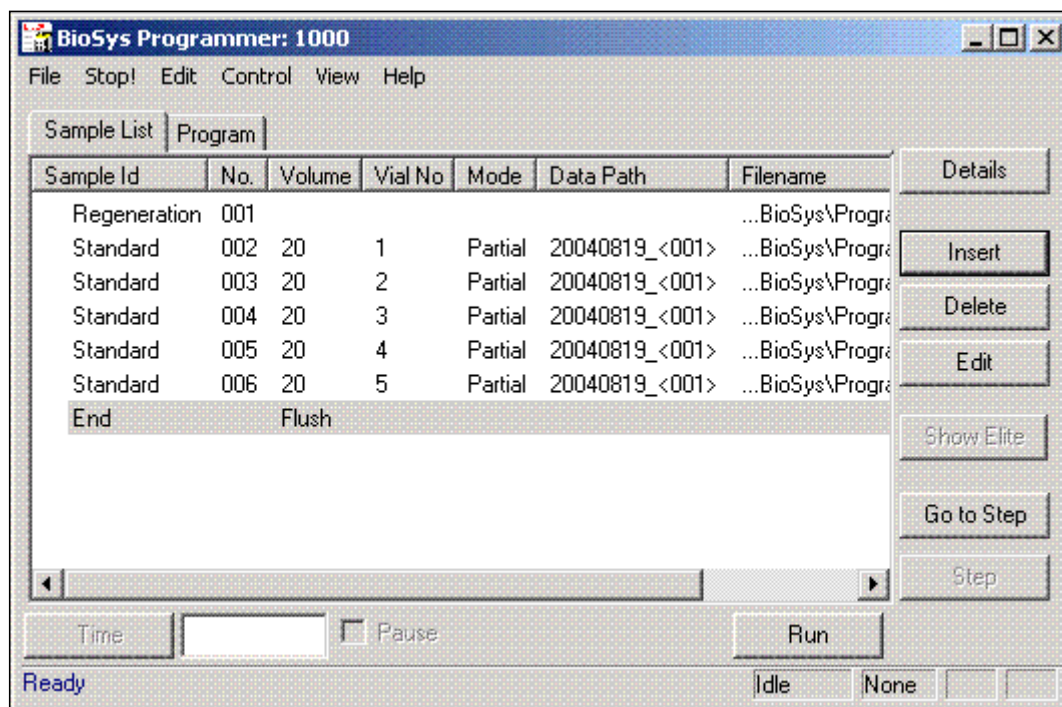 BioSys Programmer: 1000
File Stop! Edit Control View Help
Sample List Program
Sample Id No. Volume Vial No Mode Data Path Filename
Regeneration 001 ...BioSys\Progra
Standard 002 20 1 Partial 20040819_<001> ...BioSys\Progra
Standard 003 20 2 Partial 20040819_<001> ...BioSys\Progra
Standard 004 20 3 Partial 20040819_<001> ...BioSys\Progra
Standard 005 20 4 Partial 20040819_<001> ...BioSys\Progra
Standard 006 20 5 Partial 20040819_<001> ...BioSys\Progra
End Flush
Details
Insert
Delete
Edit
Show Elite
Go to Step
Step
Time Pause Run
Ready Idle None